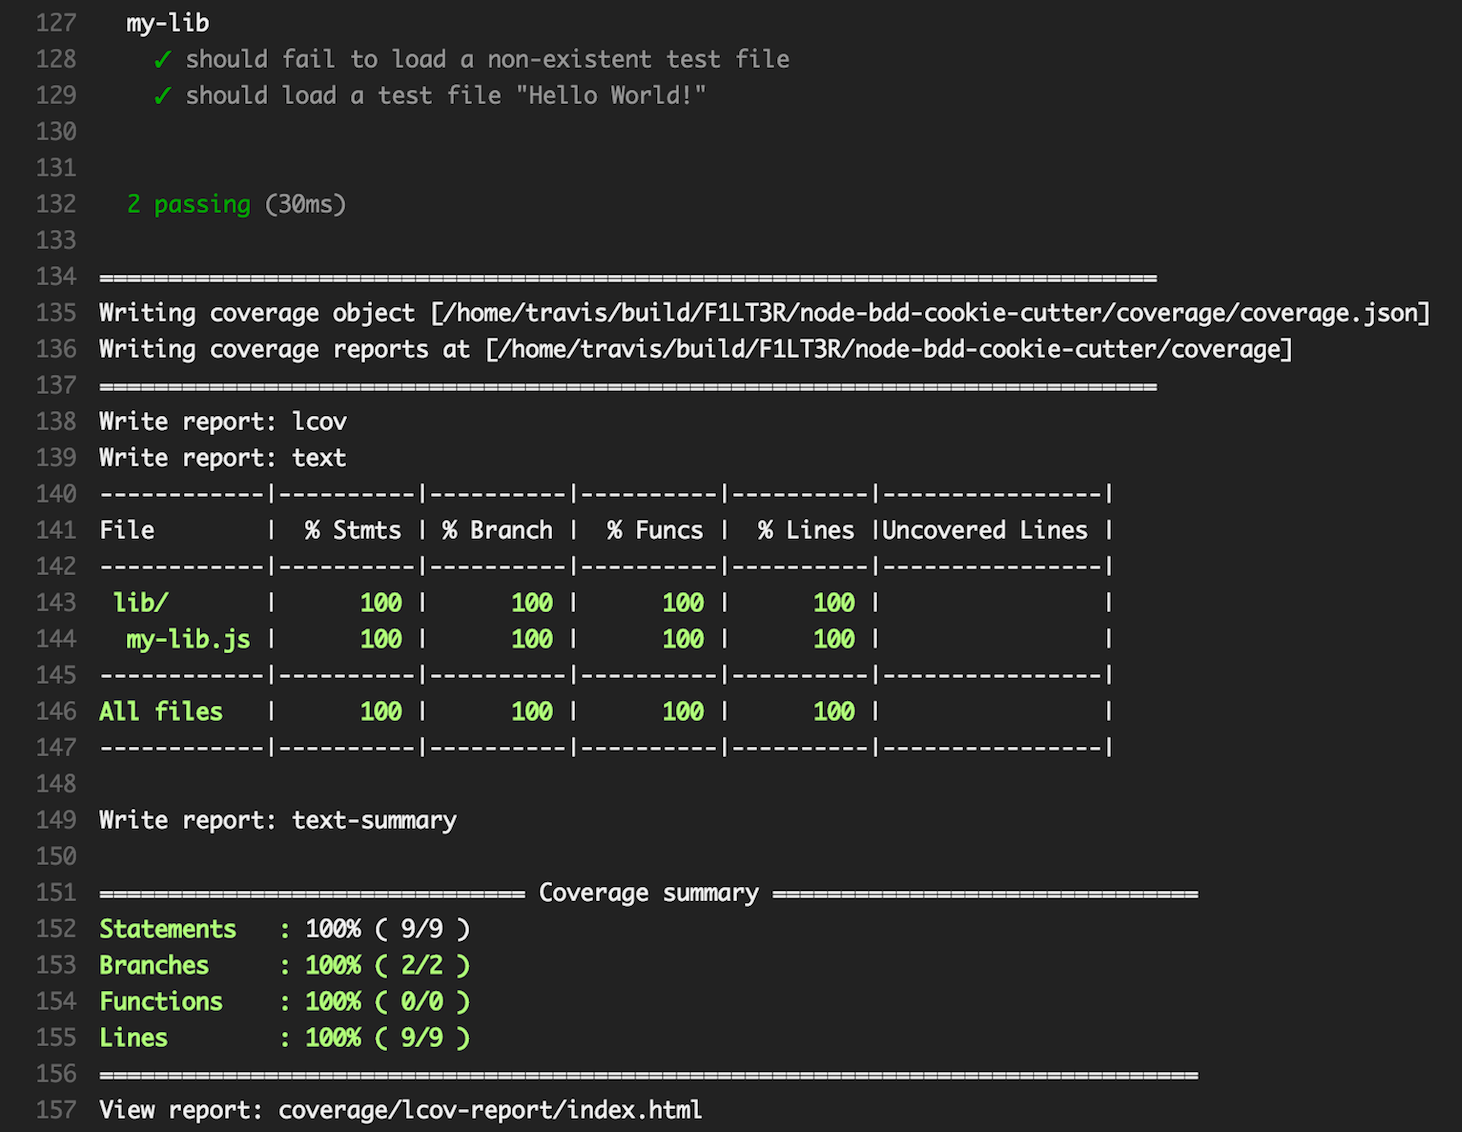 127 my-lib
128 ✓ should fail to load a non-existent test file
129 ✓ should load a test file "Hello World!"
130
131
132 2 passing (30ms)
133
134 =============================================================================
135 Writing coverage object [/home/travis/build/F1LT3R/node-bdd-cookie-cutter/coverage/coverage.json]
136 Writing coverage reports at [/home/travis/build/F1LT3R/node-bdd-cookie-cutter/coverage]
137 =============================================================================
138 Write report: lcov
139 Write report: text
140 ------------|----------|----------|----------|----------|----------------|
141 File        |  % Stmts | % Branch |  % Funcs |  % Lines |Uncovered Lines |
142 ------------|----------|----------|----------|----------|----------------|
143  lib/       |      100 |      100 |      100 |      100 |                |
144   my-lib.js |      100 |      100 |      100 |      100 |                |
145 ------------|----------|----------|----------|----------|----------------|
146 All files   |      100 |      100 |      100 |      100 |                |
147 ------------|----------|----------|----------|----------|----------------|
148
149 Write report: text-summary
150
151 =============================== Coverage summary ===============================
152 Statements   : 100% ( 9/9 )
153 Branches     : 100% ( 2/2 )
154 Functions    : 100% ( 0/0 )
155 Lines        : 100% ( 9/9 )
156 ================================================================================
157 View report: coverage/lcov-report/index.html